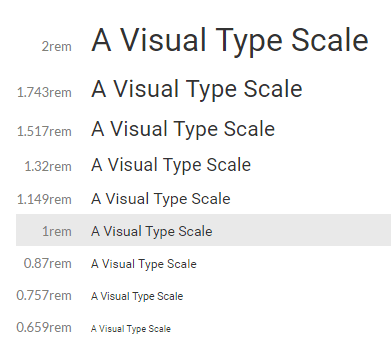 2rem A Visual Type Scale
1.743rem A Visual Type Scale
1.517rem A Visual Type Scale
1.32rem A Visual Type Scale
1.149rem A Visual Type Scale
1rem A Visual Type Scale
0.87rem A Visual Type Scale
0.757rem A Visual Type Scale
0.659rem A Visual Type Scale